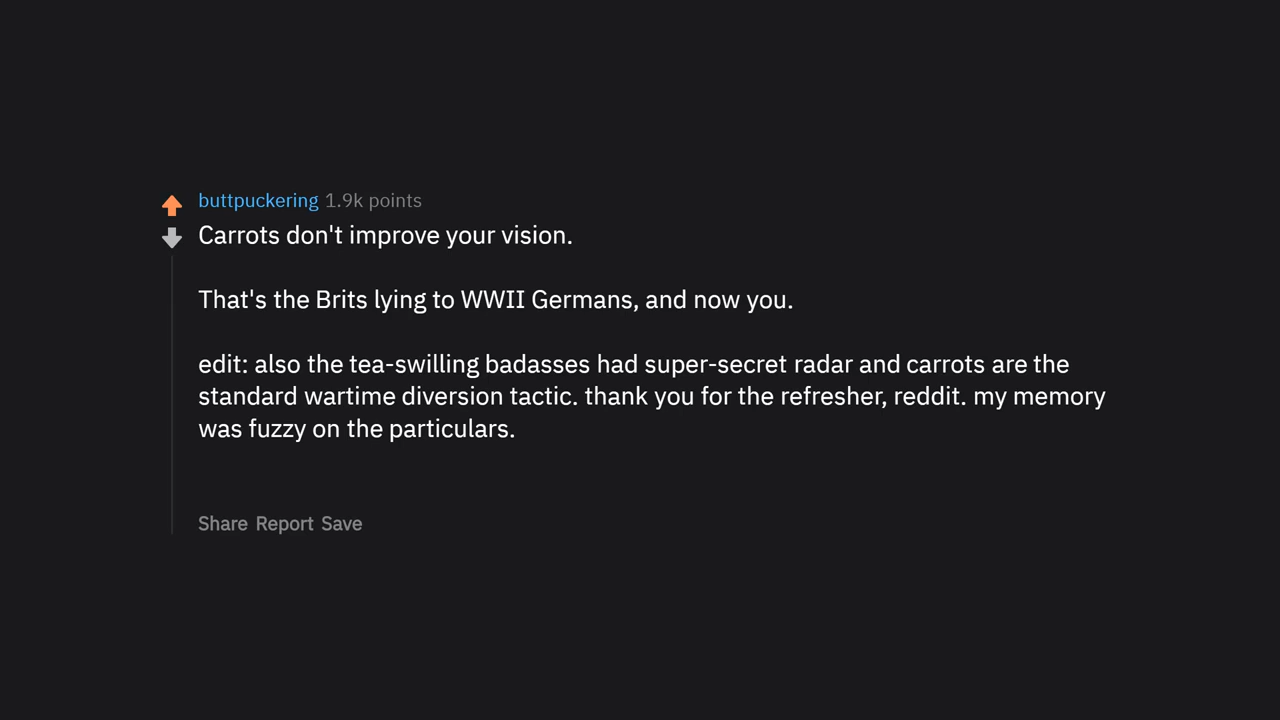 buttpuckering 1.9k points
Carrots don't improve your vision.
That's the Brits lying to WWII Germans, and now you.
edit: also the tea-swilling badasses had super-secret radar and carrots are the
standard wartime diversion tactic. thank you for the refresher, reddit. my memory
was fuzzy on the particulars.
Share Report Save